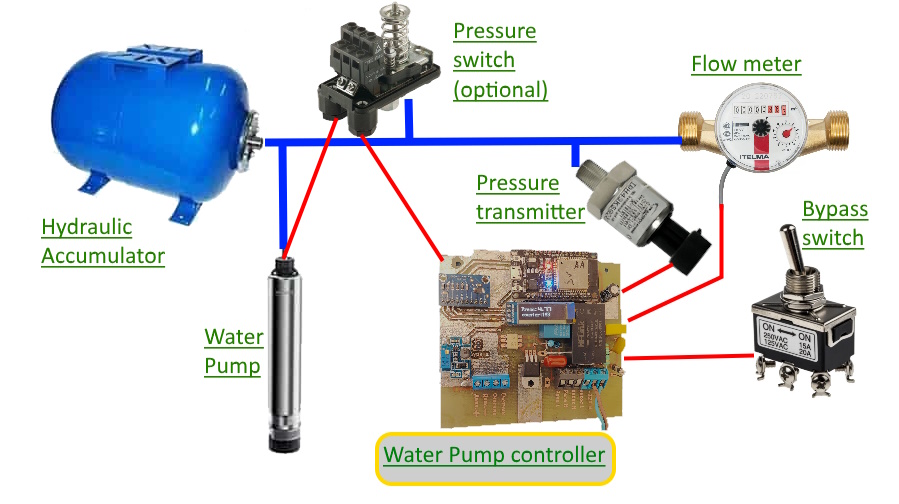 Pressure
switch
(optional)
Flow meter
ITELMA
Pressure
transmitter
Bypass
switch
Hydraulic
Accumulator
ON ON
250VAC 15A
125VAC 20A
Water
Pump
Water Pump controller